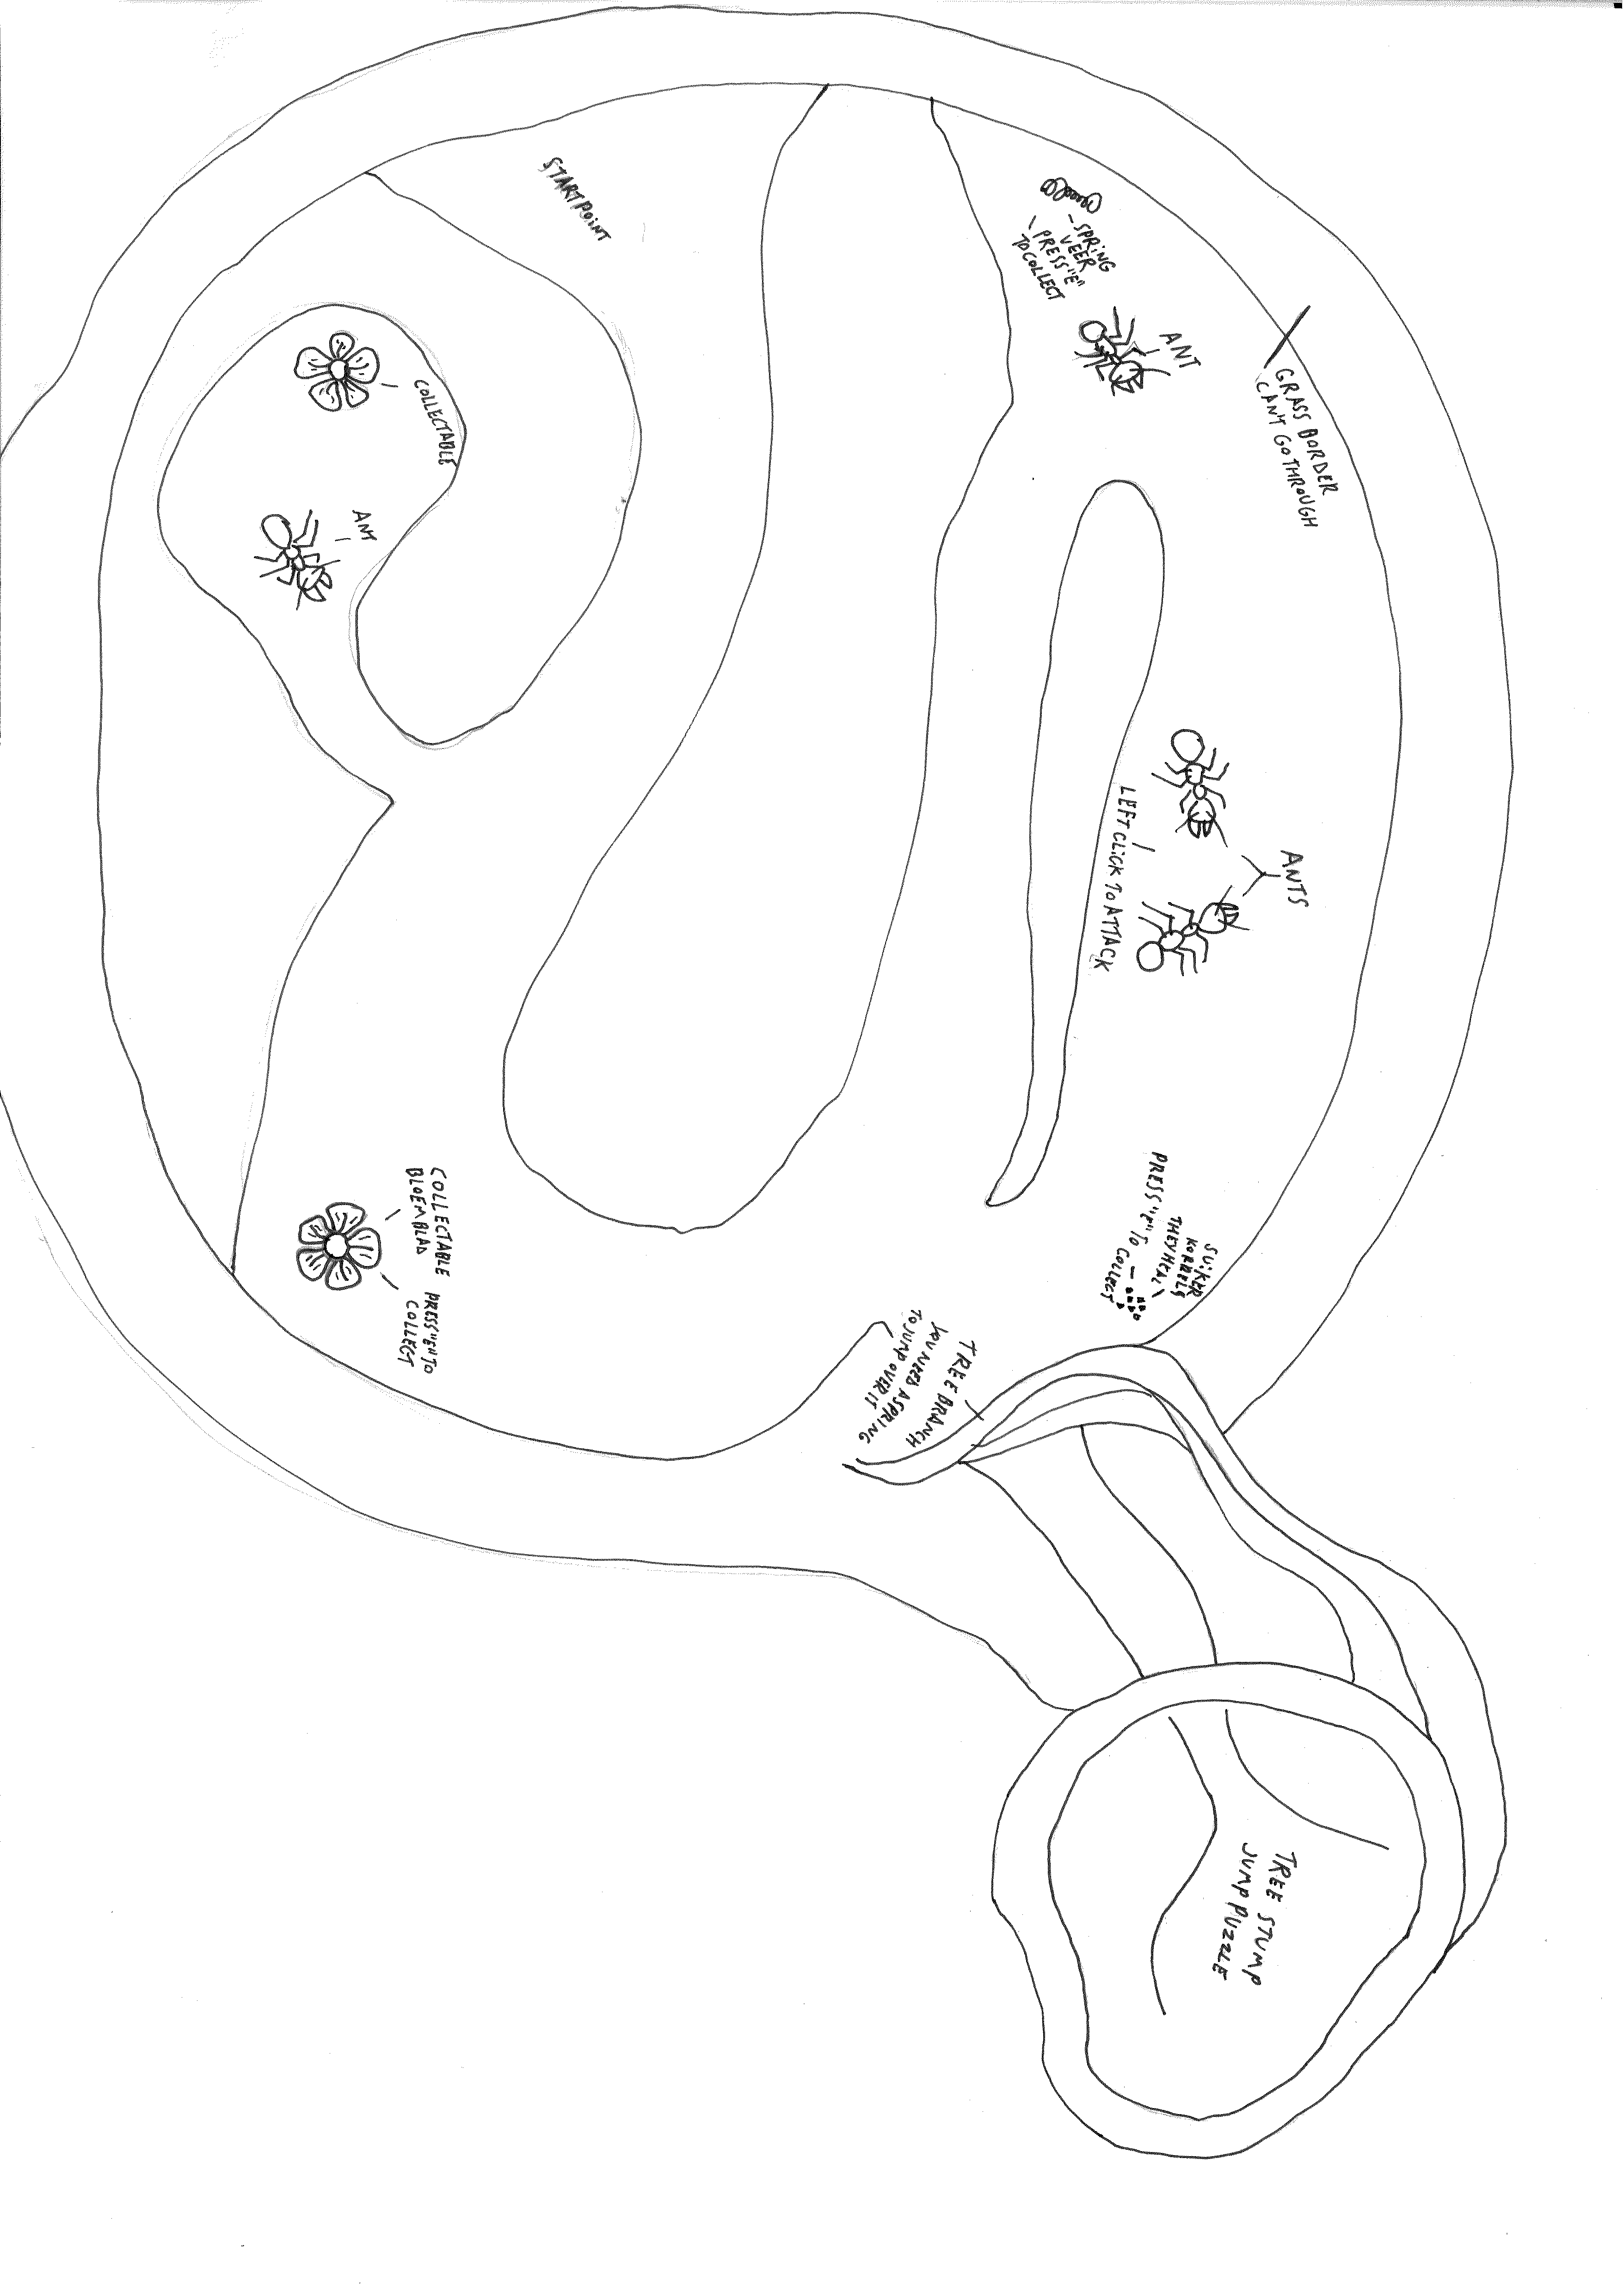 STARTPOINT
SPRING
VEER
PRESS "E"
TO COLLECT
ANT
GRASS BORDER
CAN'T GO THROUGH
COLLECTABLE
ANT
ANTS
LEFT CLICK TO ATTACK
SUIKER
KORRELS
THEY HEAL
PRESS "E" TO COLLECT
COLLECTABLE
BLOEMBLAD
PRESS "E" TO
COLLECT
TREE BRANCH
YOU NEED A SPRING
TO JUMP OVER IT
TREE STUMP
JUMP PUZZLE